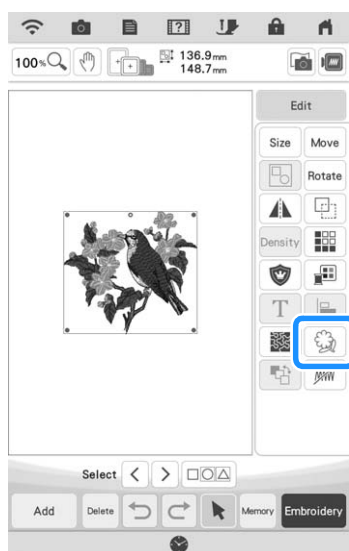 100%
136.9mm
148.7mm
Edit
Size Move
Rotate
Density
T
Select
Add Delete Memory Embroidery